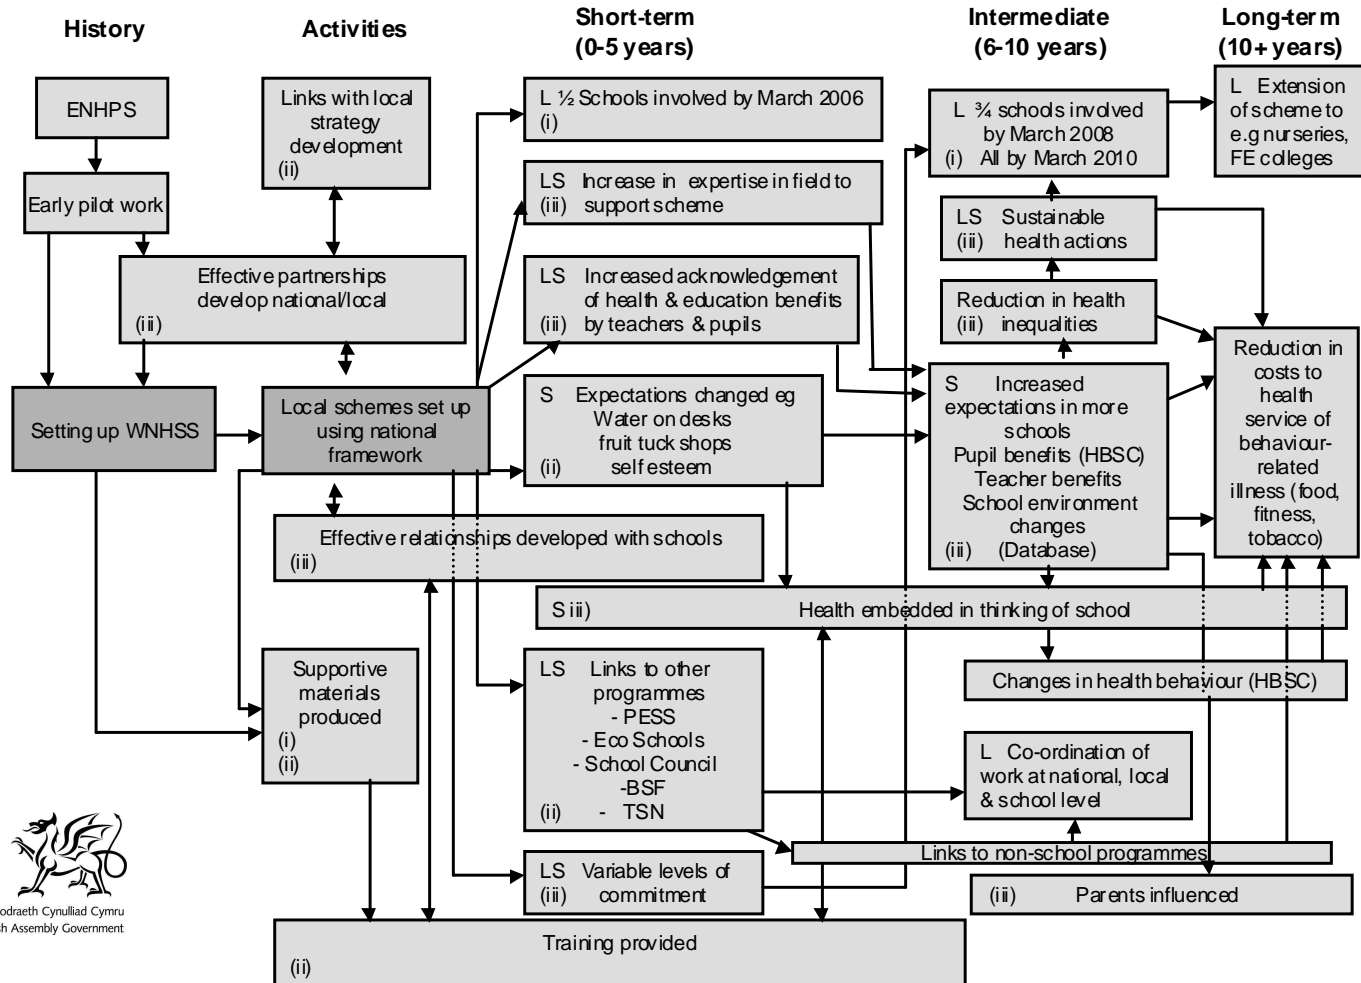 History
Activities
Short-term
(0-5 years)
Intermediate
(6-10 years)
Long-term
(10+ years)
ENHPS
Early pilot work
Links with local
strategy
development
(ii)
Effective partnerships
develop national/local
(iii)
Setting up WNHSS
Local schemes set up
using national
framework
Effective relationships developed with schools
(iii)
Supportive
materials
produced
(i)
(ii)
L ½ Schools involved by March 2006
(i)
LS Increase in expertise in field to
(iii) support scheme
LS Increased acknowledgement
of health & education benefits
(iii) by teachers & pupils
S Expectations changed eg
Water on desks
fruit tuck shops
(ii) self esteem
S iii) Health embedded in thinking of school
LS Links to other
programmes
- PESS
- Eco Schools
- School Council
-BSF
(ii) - TSN
LS Variable levels of
(iii) commitment
Training provided
(ii)
L ¾ schools involved
by March 2008
(i) All by March 2010
LS Sustainable
(iii) health actions
Reduction in health
(iii) inequalities
S Increased
expectations in more
schools
Pupil benefits (HBSC)
Teacher benefits
School environment
changes
(iii) (Database)
Changes in health behaviour (HBSC)
L Co-ordination of
work at national, local
& school level
Links to non-school programmes
(iii) Parents influenced
L Extension
of scheme to
e.g nurseries,
FE colleges
Reduction in
costs to
health
service of
behaviour-
related
illness (food,
fitness,
tobacco)
odraeth Cynulliad Cymru
sh Assembly Government